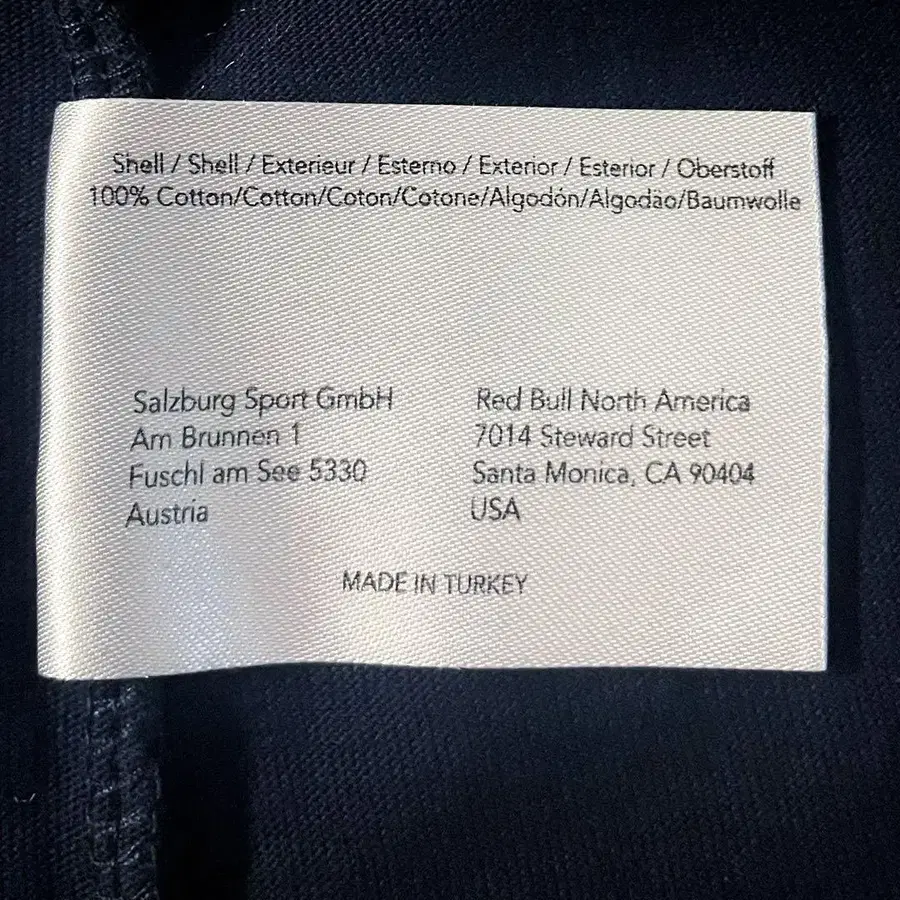 Shell / Shell / Exterieur / Esterno / Exterior / Esterior / Oberstoff
100% Cotton/Cotton/Coton/Cotone/Algodón/Algodão/Baumwolle
Salzburg Sport GmbH
Am Brunnen 1
Fuschl am See 5330
Austria
Red Bull North America
7014 Steward Street
Santa Monica, CA 90404
USA
MADE IN TURKEY